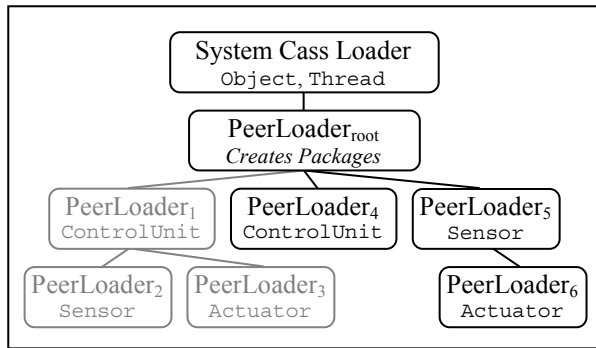 System Cass Loader
Object, Thread
PeerLoaderroot
Creates Packages
PeerLoader1
ControlUnit
PeerLoader4
ControlUnit
PeerLoader5
Sensor
PeerLoader2
Sensor
PeerLoader3
Actuator
PeerLoader6
Actuator